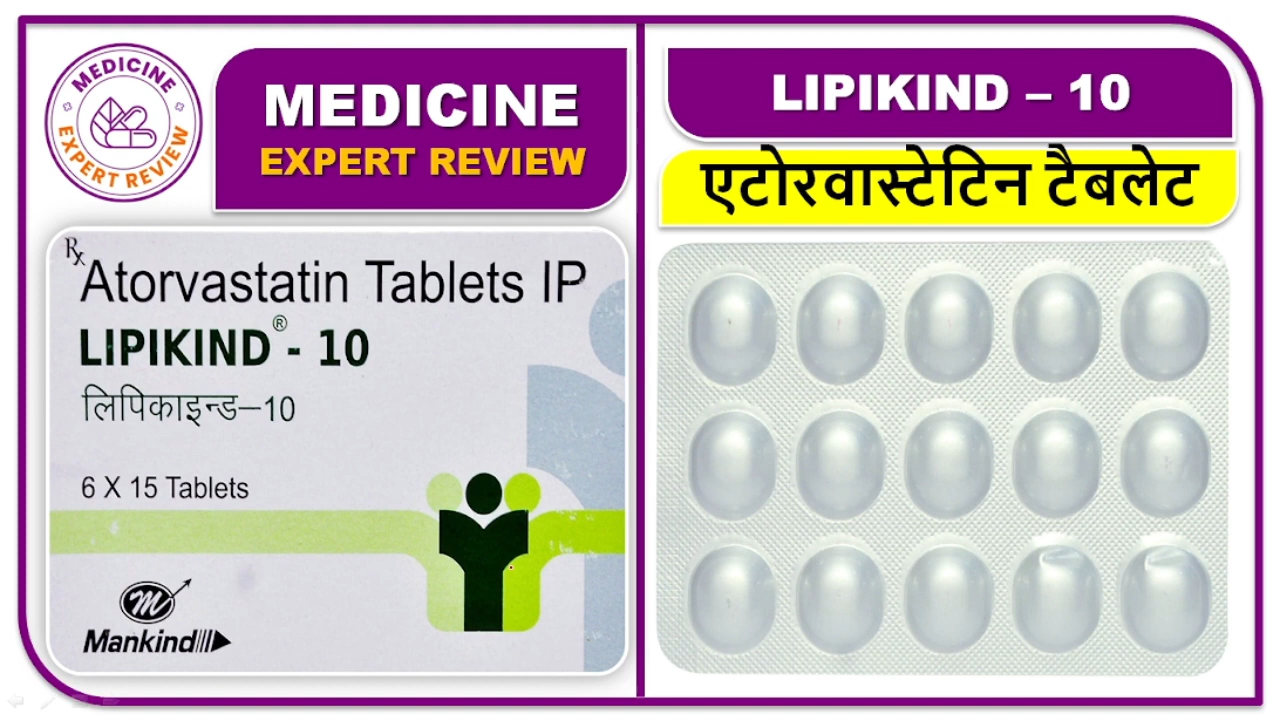 MEDICINE
EXPERT REVIEW
MEDICINE
EXPERT REVIEW
Rx
Atorvastatin Tablets IP
LIPIKIND® - 10
लिपिकाइन्ड–10
6 X 15 Tablets
m
Mankind
LIPIKIND – 10
एटोरवास्टेटिन टैबलेट